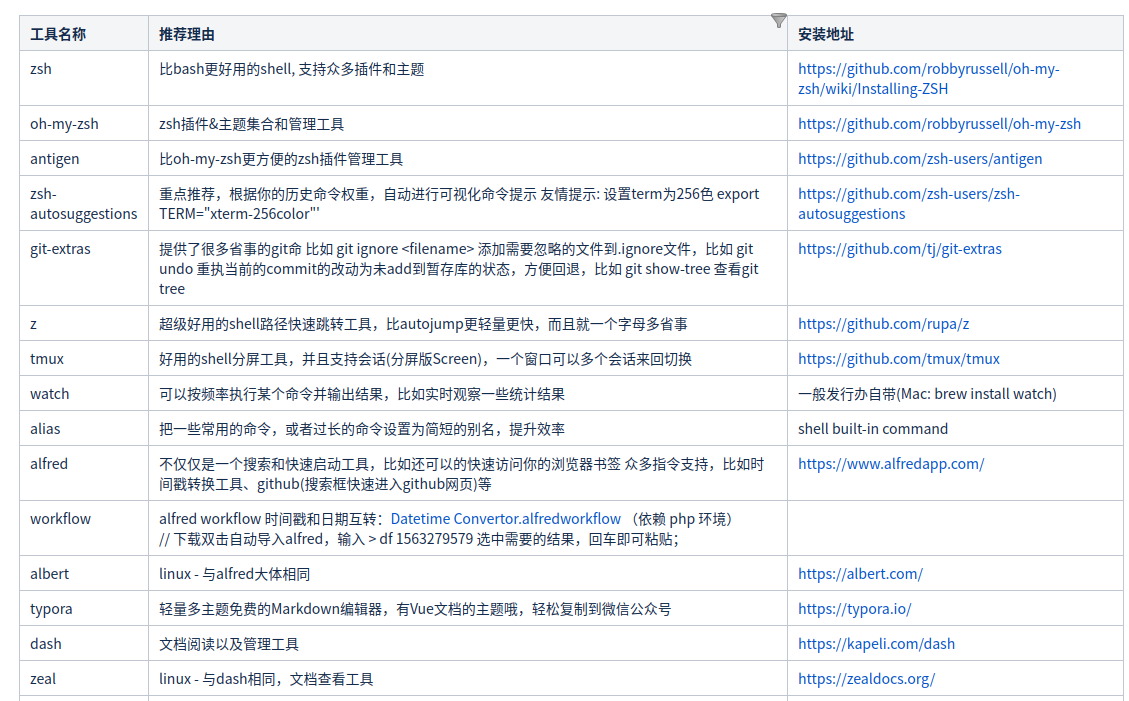 工具名称 推荐理由 安装地址
zsh 比bash更好用的shell, 支持众多插件和主题 https://github.com/robbyrussell/oh-my-
zsh/wiki/Installing-ZSH
oh-my-zsh zsh插件&主题集合和管理工具 https://github.com/robbyrussell/oh-my-zsh
antigen 比oh-my-zsh更方便的zsh插件管理工具 https://github.com/zsh-users/antigen
zsh- 重点推荐，根据你的历史命令权重，自动进行可视化命令提示 友情提示: 设置term为256色 export https://github.com/zsh-users/zsh-
autosuggestions TERM="xterm-256color"' autosuggestions
git-extras 提供了很多省事的git命 比如 git ignore <filename> 添加需要忽略的文件到.ignore文件，比如 git https://github.com/tj/git-extras
undo 重执当前的commit的改动为未add到暂存库的状态，方便回退，比如 git show-tree 查看git
tree
z 超级好用的shell路径快速跳转工具，比autojump更轻量更快，而且就一个字母多省事 https://github.com/rupa/z
tmux 好用的shell分屏工具，并且支持会话(分屏版Screen)，一个窗口可以多个会话来回切换 https://github.com/tmux/tmux
watch 可以按频率执行某个命令并输出结果，比如实时观察一些统计结果 一般发行办自带(Mac: brew install watch)
alias 把一些常用的命令，或者过长的命令设置为简短的别名，提升效率 shell built-in command
alfred 不仅仅是一个搜索和快速启动工具，比如还可以的快速访问你的浏览器书签 众多指令支持，比如时 https://www.alfredapp.com/
间戳转换工具、github(搜索框快速进入github网页)等
workflow alfred workflow 时间戳和日期互转：Datetime Convertor.alfredworkflow （依赖 php 环境）
// 下载双击自动导入alfred，输入 > df 1563279579 选中需要的结果，回车即可粘贴；
albert linux - 与alfred大体相同 https://albert.com/
typora 轻量多主题免费的Markdown编辑器，有Vue文档的主题哦，轻松复制到微信公众号 https://typora.io/
dash 文档阅读以及管理工具 https://kapeli.com/dash
zeal linux - 与dash相同，文档查看工具 https://zealdocs.org/